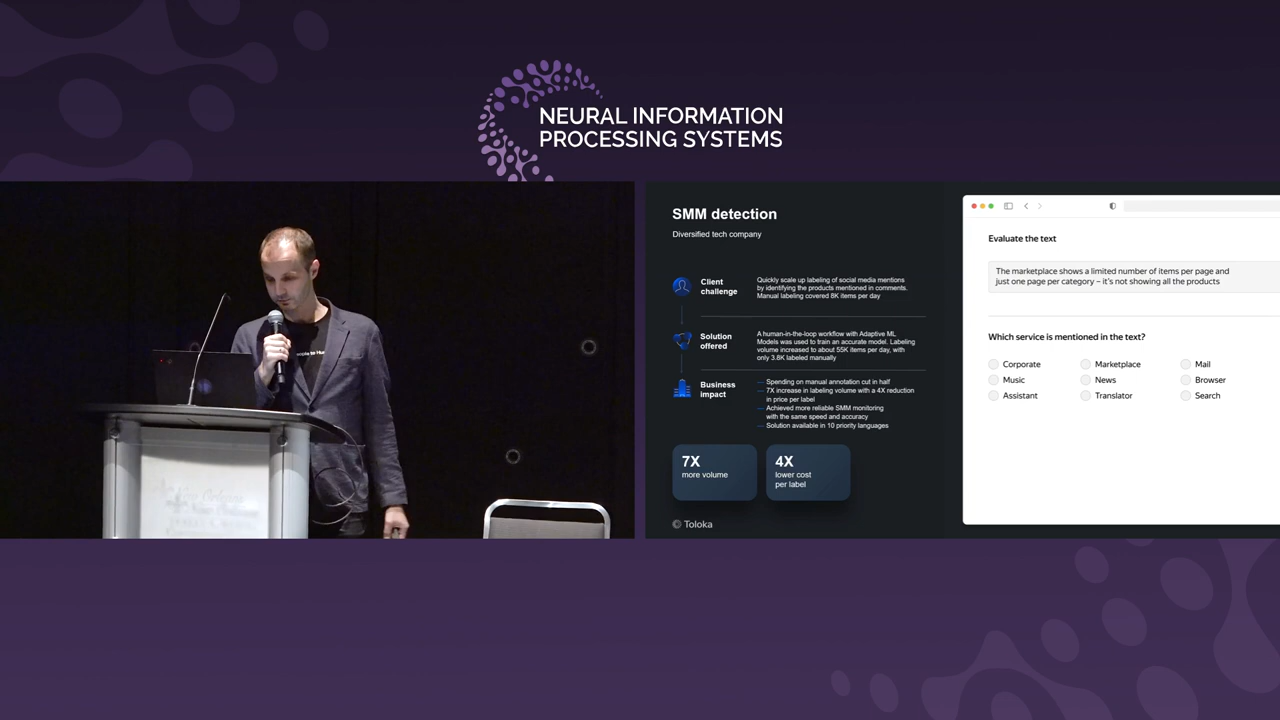 NEURAL INFORMATION
PROCESSING SYSTEMS
SMM detection
Diversified tech company
Client
challenge
Quickly scale up labeling of social media mentions
by identifying the products mentioned in comments.
Manual labeling covered 8K items per day
Solution
offered
A human-in-the-loop workflow with Adaptive ML
Models was used to train an accurate model. Labeling
volume increased to about 55K items per day, with
only 3.8K labeled manually
Business
impact
— Spending on manual annotation cut in half
— 7X increase in labeling volume with a 4X reduction
in price per label
— Achieved more reliable SMM monitoring
with the same speed and accuracy
— Solution available in 10 priority languages
7X
more volume
4X
lower cost
per label
Toloka
Evaluate the text
The marketplace shows a limited number of items per page and
just one page per category – it's not showing all the products
Which service is mentioned in the text?
Corporate Marketplace Mail
Music News Browser
Assistant Translator Search